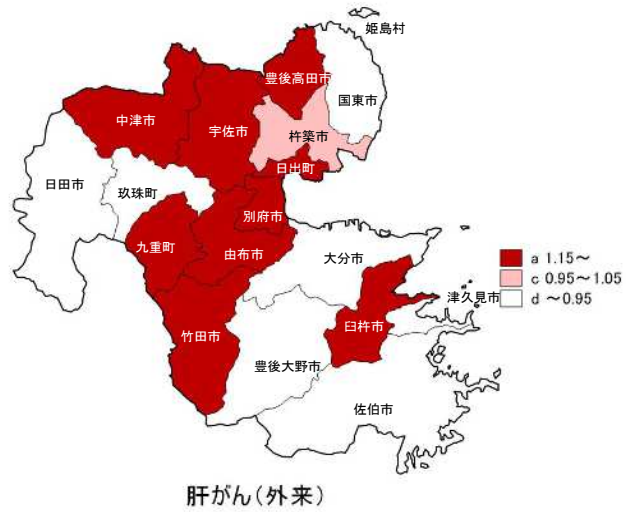 姫島村
豊後高田市
国東市
中津市
宇佐市
杵築市
日出町
日田市
玖珠町
別府市
九重町
由布市
大分市
a 1.15～
c 0.95～1.05
d ～0.95
津久見市
臼杵市
竹田市
豊後大野市
佐伯市
肝がん（外来）